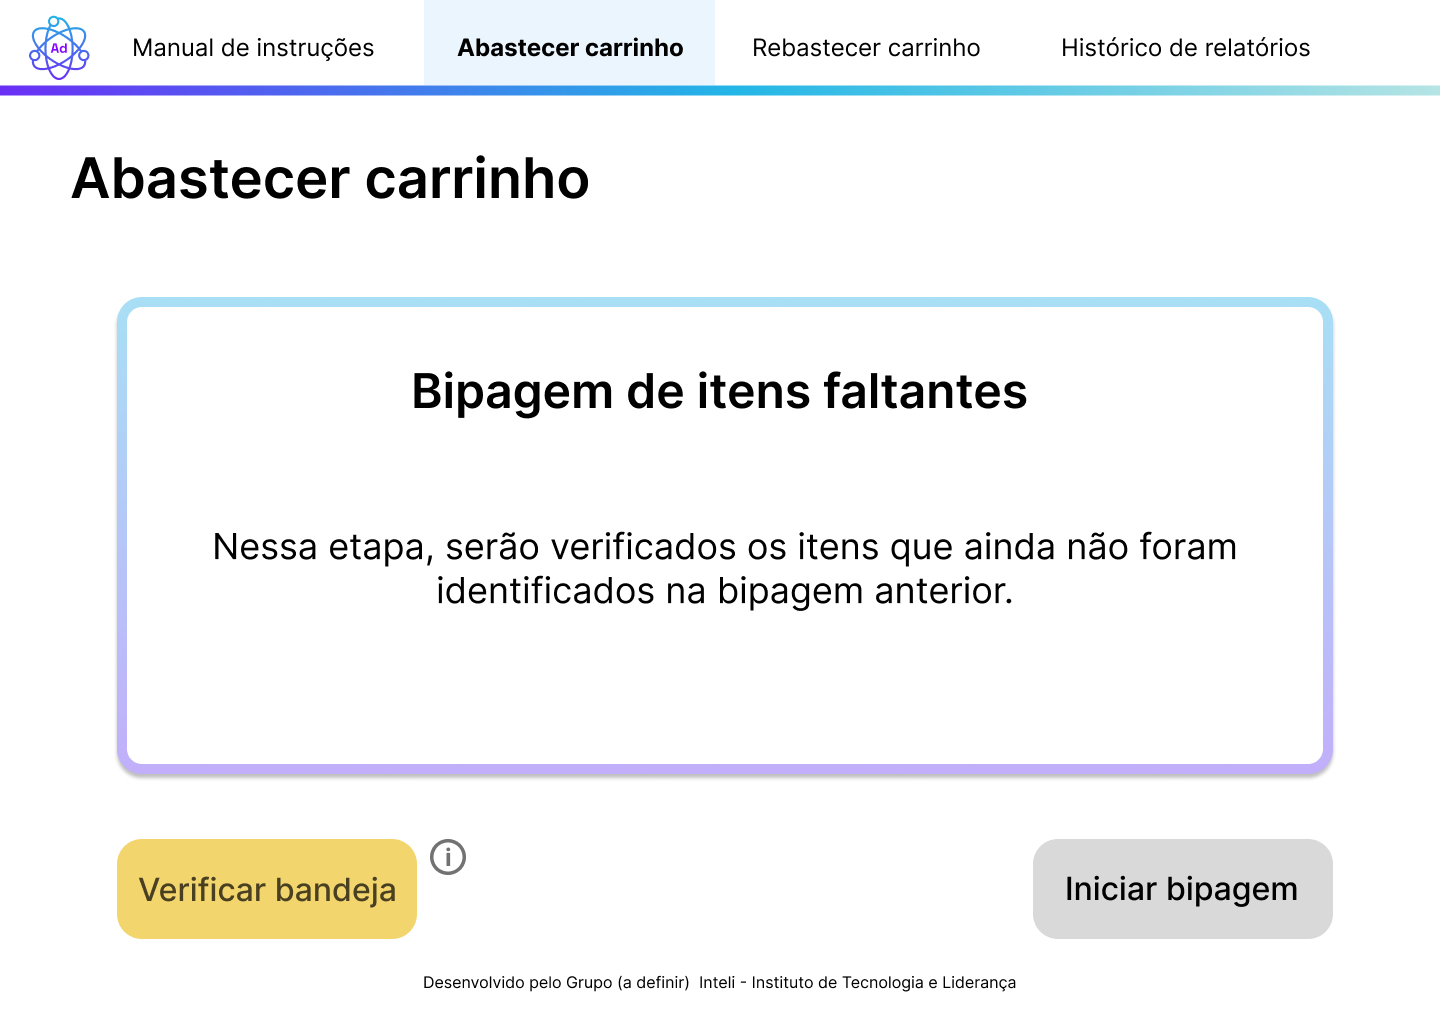 Ad
Manual de instruções
Abastecer carrinho
Rebastecer carrinho
Histórico de relatórios
Abastecer carrinho
Bipagem de itens faltantes
Nessa etapa, serão verificados os itens que ainda não foram
identificados na bipagem anterior.
Verificar bandeja
i
Iniciar bipagem
Desenvolvido pelo Grupo (a definir)  Inteli - Instituto de Tecnologia e Liderança